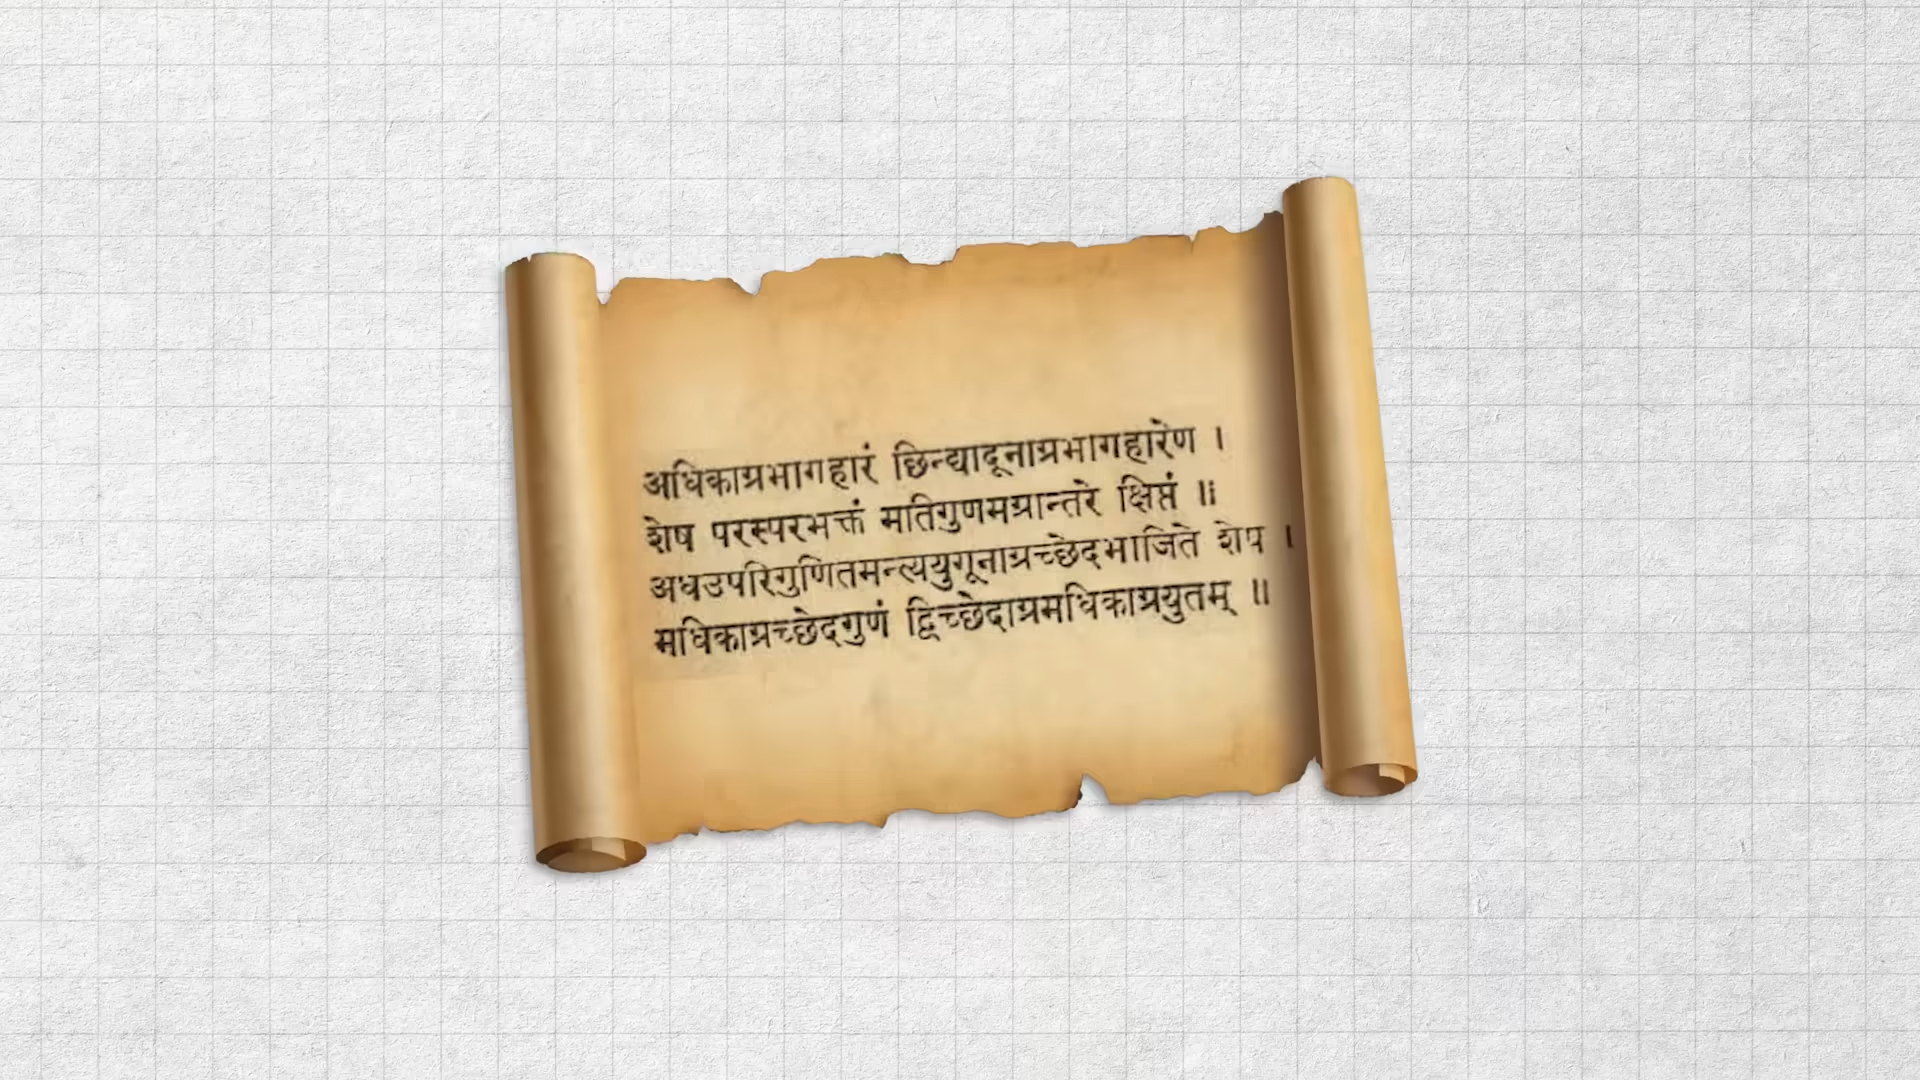 अधिकाग्रभागहारं छिन्द्यादूनाग्रभागहारेण ।
शेष परस्परभक्तं मतिगुणमग्रान्तरे क्षिप्तं ॥
अधउपरिगुणितमन्त्ययुगूनाग्रच्छेदभाजिते शेष ।
मधिकाग्रच्छेदगुणं द्विच्छेदाग्रमधिकाग्रयुतम् ॥